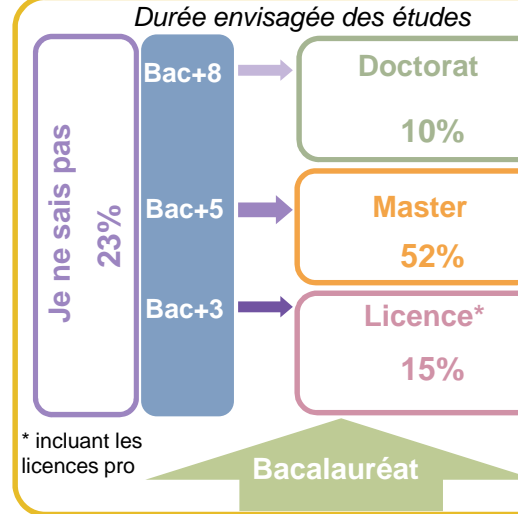 Durée envisagée des études
Je ne sais pas
23%
Bac+8
Doctorat
10%
Bac+5
Master
52%
Bac+3
Licence*
15%
* incluant les
licences pro
Bacalauréat